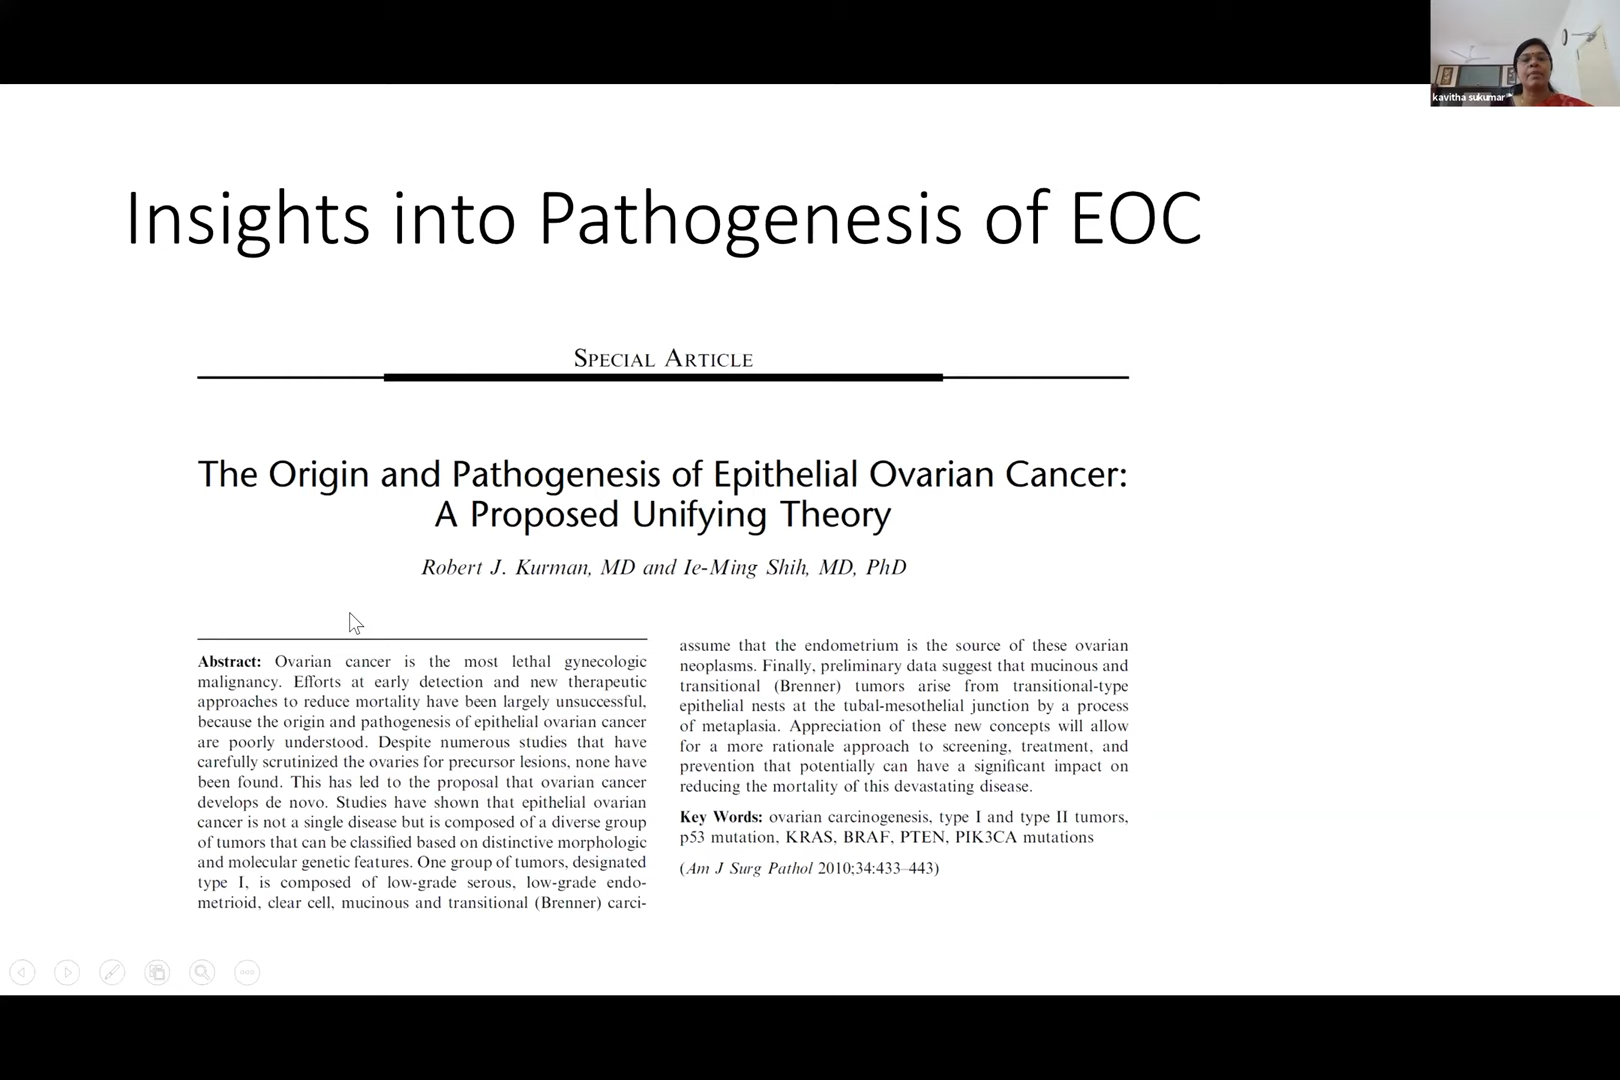 kavitha sukumar
Insights into Pathogenesis of EOC
SPECIAL ARTICLE
The Origin and Pathogenesis of Epithelial Ovarian Cancer:
A Proposed Unifying Theory
Robert J. Kurman, MD and Ie-Ming Shih, MD, PhD
Abstract: Ovarian cancer is the most lethal gynecologic
malignancy. Efforts at early detection and new therapeutic
approaches to reduce mortality have been largely unsuccessful,
because the origin and pathogenesis of epithelial ovarian cancer
are poorly understood. Despite numerous studies that have
carefully scrutinized the ovaries for precursor lesions, none have
been found. This has led to the proposal that ovarian cancer
develops de novo. Studies have shown that epithelial ovarian
cancer is not a single disease but is composed of a diverse group
of tumors that can be classified based on distinctive morphologic
and molecular genetic features. One group of tumors, designated
type I, is composed of low-grade serous, low-grade endo-
metrioid, clear cell, mucinous and transitional (Brenner) carci-
assume that the endometrium is the source of these ovarian
neoplasms. Finally, preliminary data suggest that mucinous and
transitional (Brenner) tumors arise from transitional-type
epithelial nests at the tubal-mesothelial junction by a process
of metaplasia. Appreciation of these new concepts will allow
for a more rationale approach to screening, treatment, and
prevention that potentially can have a significant impact on
reducing the mortality of this devastating disease.
Key Words: ovarian carcinogenesis, type I and type II tumors,
p53 mutation, KRAS, BRAF, PTEN, PIK3CA mutations
(Am J Surg Pathol 2010;34:433–443)